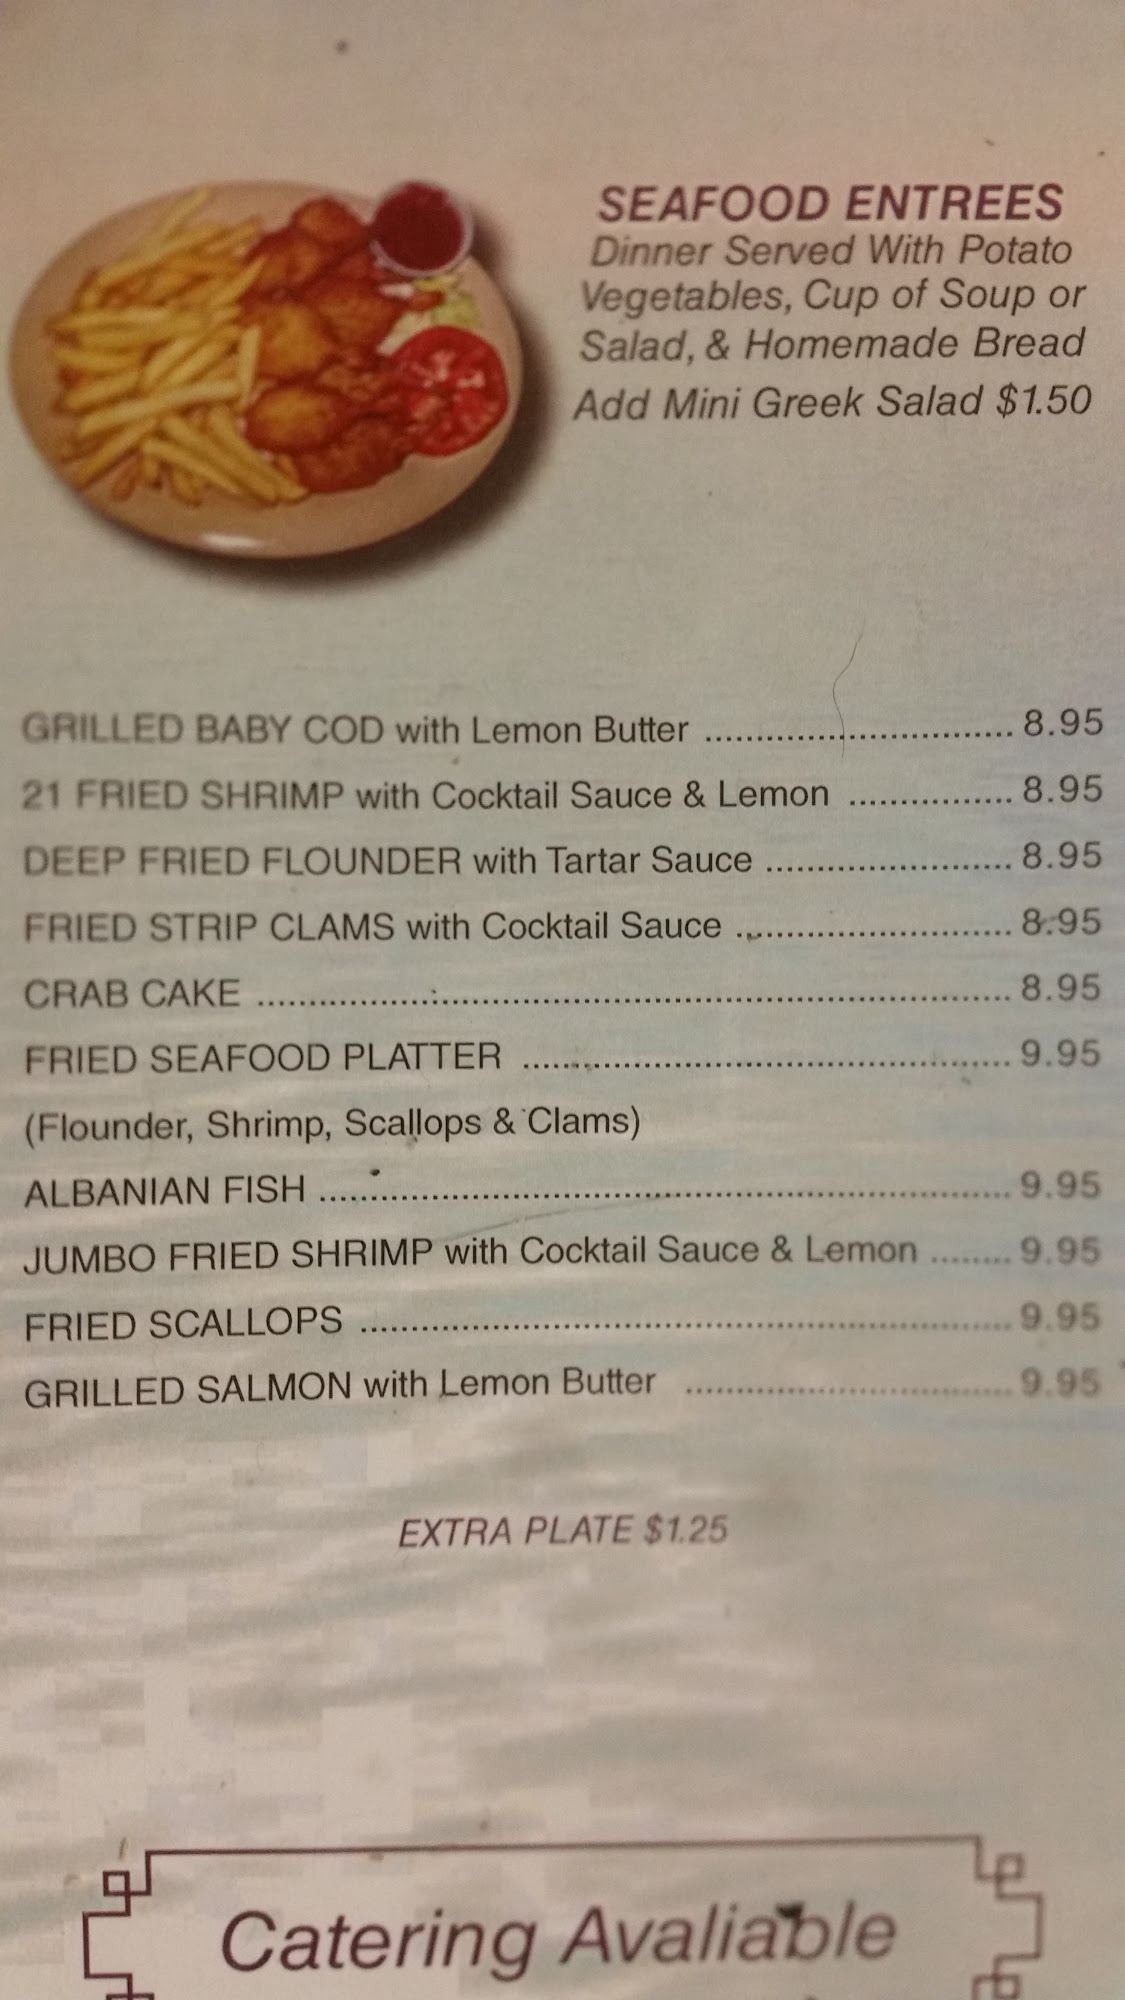 SEAFOOD ENTREES
Dinner Served With Potato
Vegetables, Cup of Soup or
Salad, & Homemade Bread
Add Mini Greek Salad $1.50
GRILLED BABY COD with Lemon Butter .............................. 8.95
21 FRIED SHRIMP with Cocktail Sauce & Lemon ................ 8.95
DEEP FRIED FLOUNDER with Tartar Sauce ........................ 8.95
FRIED STRIP CLAMS with Cocktail Sauce ........................... 8.95
CRAB CAKE .......................................................................... 8.95
FRIED SEAFOOD PLATTER ................................................ 9.95
(Flounder, Shrimp, Scallops & Clams)
ALBANIAN FISH .................................................................... 9.95
JUMBO FRIED SHRIMP with Cocktail Sauce & Lemon ........ 9.95
FRIED SCALLOPS ................................................................ 9.95
GRILLED SALMON with Lemon Butter ................................ 9.95
EXTRA PLATE $1.25
Catering Avaliable